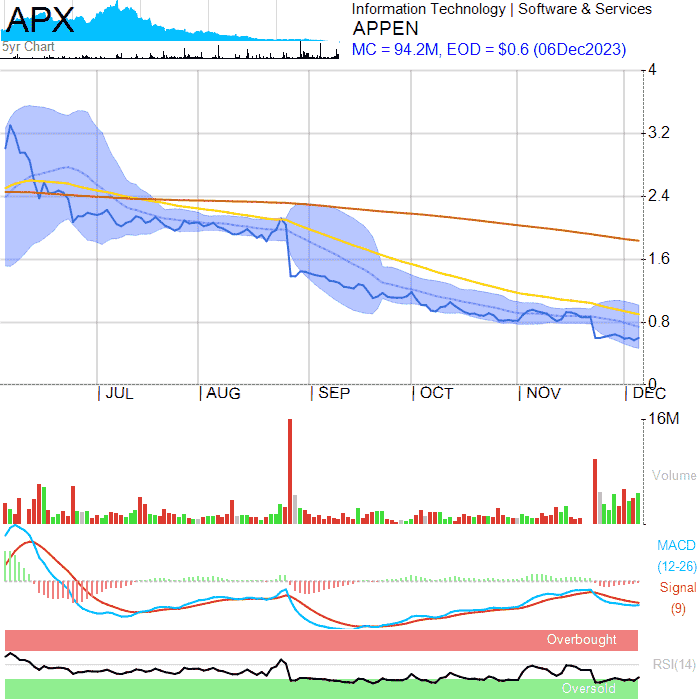 APX
5yr Chart
Information Technology | Software & Services
APPEN
MC = 94.2M, EOD = $0.6 (06Dec2023)
4
3.2
2.4
1.6
0.8
0
JUL
AUG
SEP
OCT
NOV
DEC
16M
Volume
MACD
(12-26)
Signal
(9)
Overbought
RSI(14)
Oversold